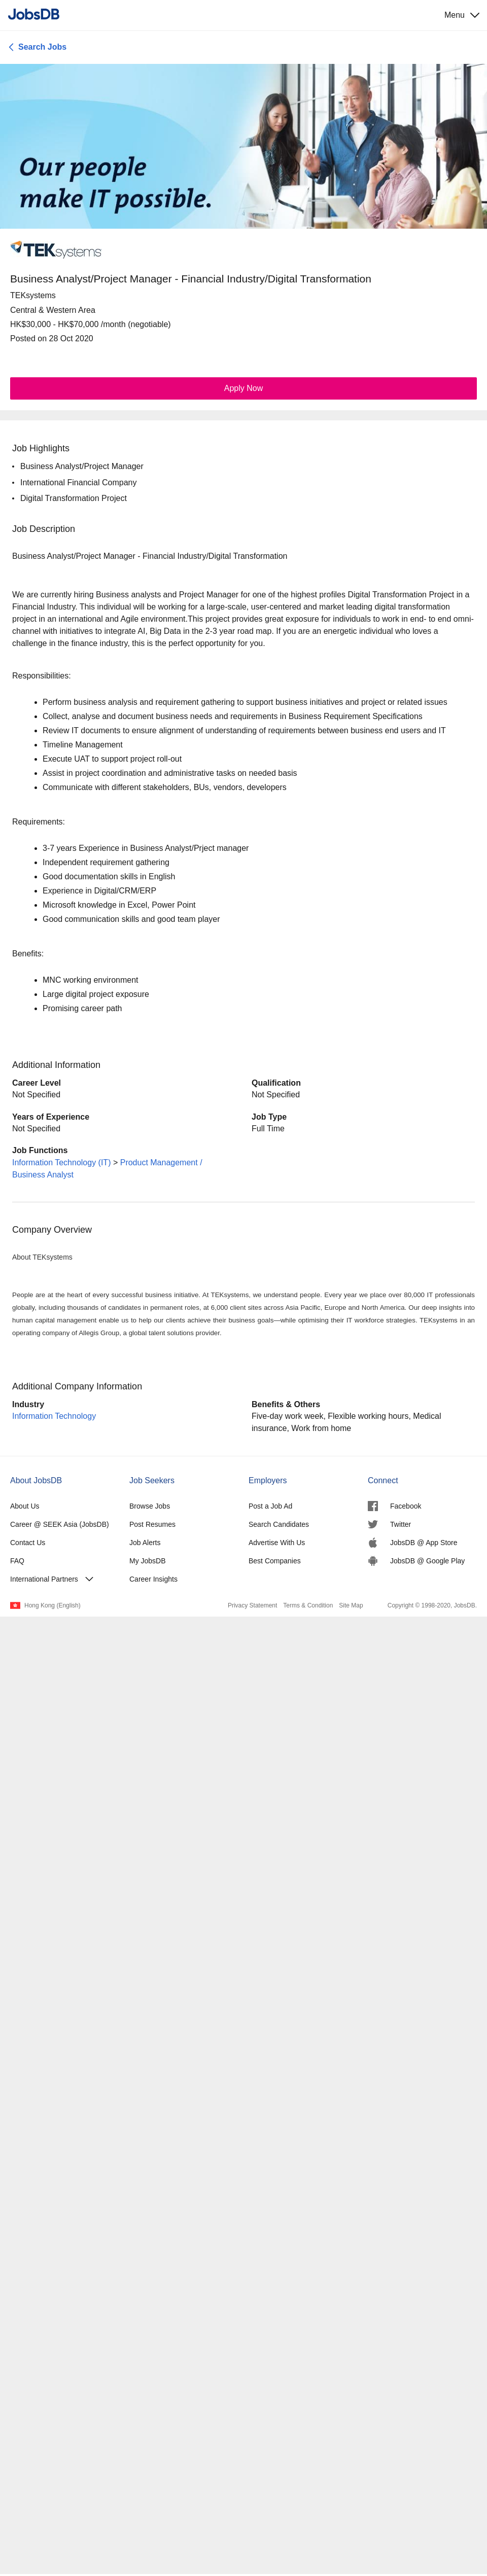 JobsDB
Menu
Search Jobs
Our people
make IT possible.
TEKsystems
Business Analyst/Project Manager - Financial Industry/Digital Transformation
TEKsystems
Central & Western Area
HK$30,000 - HK$70,000 /month (negotiable)
Posted on 28 Oct 2020
Apply Now
Job Highlights
• Business Analyst/Project Manager
• International Financial Company
• Digital Transformation Project
Job Description
Business Analyst/Project Manager - Financial Industry/Digital Transformation
We are currently hiring Business analysts and Project Manager for one of the highest profiles Digital Transformation Project in a
Financial Industry. This individual will be working for a large-scale, user-centered and market leading digital transformation
project in an international and Agile environment.This project provides great exposure for individuals to work in end- to end omni-
channel with initiatives to integrate AI, Big Data in the 2-3 year road map. If you are an energetic individual who loves a
challenge in the finance industry, this is the perfect opportunity for you.
Responsibilities:
• Perform business analysis and requirement gathering to support business initiatives and project or related issues
• Collect, analyse and document business needs and requirements in Business Requirement Specifications
• Review IT documents to ensure alignment of understanding of requirements between business end users and IT
• Timeline Management
• Execute UAT to support project roll-out
• Assist in project coordination and administrative tasks on needed basis
• Communicate with different stakeholders, BUs, vendors, developers
Requirements:
• 3-7 years Experience in Business Analyst/Prject manager
• Independent requirement gathering
• Good documentation skills in English
• Experience in Digital/CRM/ERP
• Microsoft knowledge in Excel, Power Point
• Good communication skills and good team player
Benefits:
• MNC working environment
• Large digital project exposure
• Promising career path
Additional Information
Career Level
Not Specified
Qualification
Not Specified
Years of Experience
Not Specified
Job Type
Full Time
Job Functions
Information Technology (IT) > Product Management /
Business Analyst
Company Overview
About TEKsystems
People are at the heart of every successful business initiative. At TEKsystems, we understand people. Every year we place over 80,000 IT professionals
globally, including thousands of candidates in permanent roles, at 6,000 client sites across Asia Pacific, Europe and North America. Our deep insights into
human capital management enable us to help our clients achieve their business goals—while optimising their IT workforce strategies. TEKsystems in an
operating company of Allegis Group, a global talent solutions provider.
Additional Company Information
Industry
Information Technology
Benefits & Others
Five-day work week, Flexible working hours, Medical
insurance, Work from home
About JobsDB
About Us
Career @ SEEK Asia (JobsDB)
Contact Us
FAQ
International Partners
Job Seekers
Browse Jobs
Post Resumes
Job Alerts
My JobsDB
Career Insights
Employers
Post a Job Ad
Search Candidates
Advertise With Us
Best Companies
Connect
Facebook
Twitter
JobsDB @ App Store
JobsDB @ Google Play
Hong Kong (English)
Privacy Statement Terms & Condition Site Map
Copyright © 1998-2020, JobsDB.